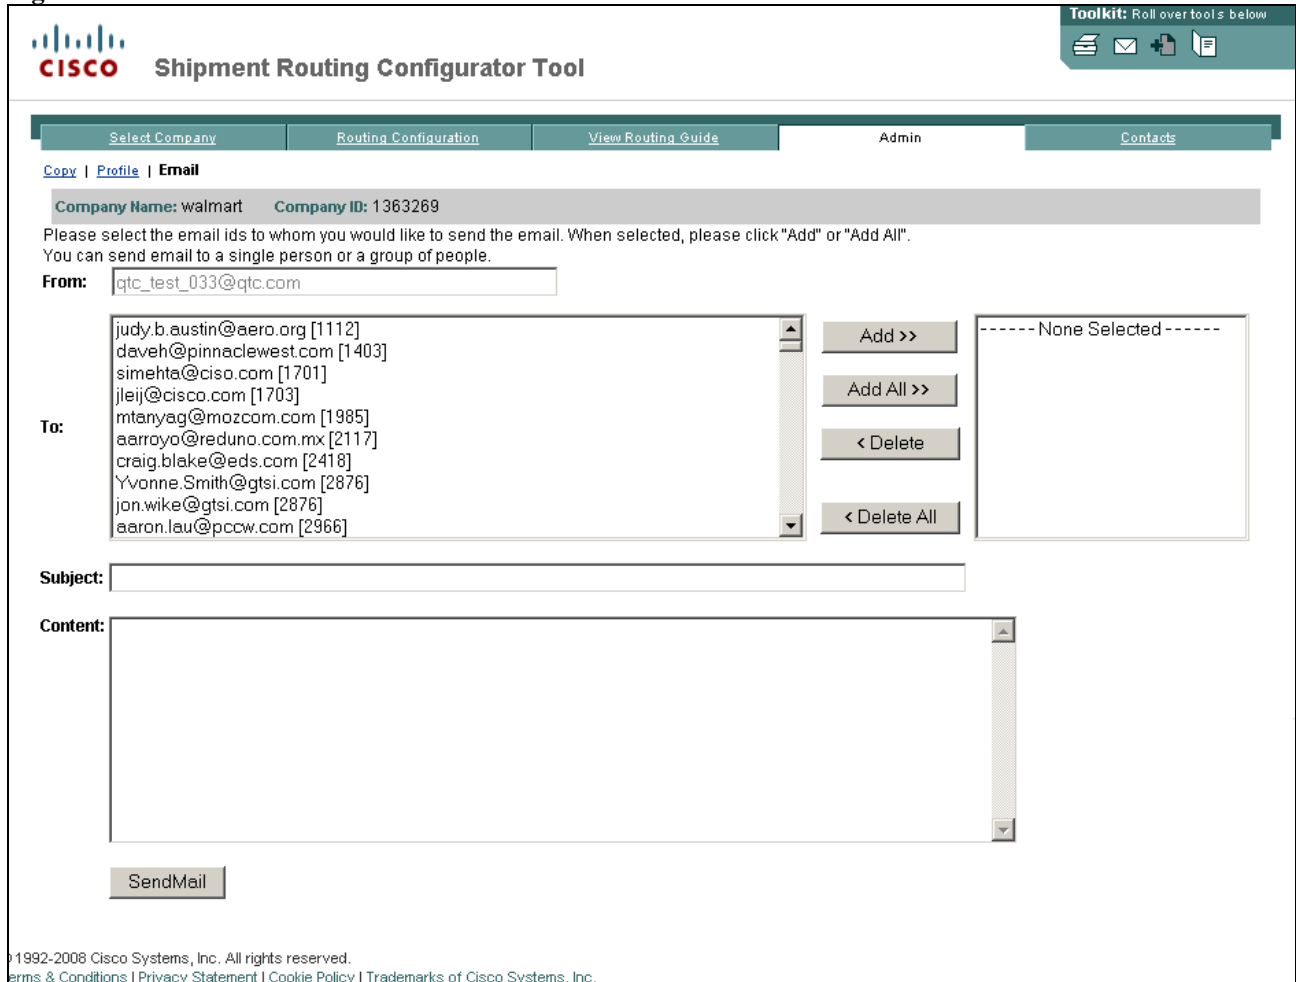 Toolkit: Roll over tools below
CISCO
Shipment Routing Configurator Tool
Select Company
Routing Configuration
View Routing Guide
Admin
Contacts
Copy | Profile | Email
Company Name: walmart Company ID: 1363269
Please select the email ids to whom you would like to send the email. When selected, please click "Add" or "Add All".
You can send email to a single person or a group of people.
From: qtc_test_033@qtc.com
To:
judy.b.austin@aero.org [1112]
daveh@pinnaclewest.com [1403]
simehta@ciso.com [1701]
jleij@cisco.com [1703]
mtanyag@mozcom.com [1985]
aarroyo@reduno.com.mx [2117]
craig.blake@eds.com [2418]
Yvonne.Smith@gtsi.com [2876]
jon.wike@gtsi.com [2876]
aaron.lau@pccw.com [2966]
Add >>
Add All >>
< Delete
< Delete All
------ None Selected ------
Subject:
Content:
SendMail
1992-2008 Cisco Systems, Inc. All rights reserved.
erms & Conditions | Privacy Statement | Cookie Policy | Trademarks of Cisco Systems, Inc.